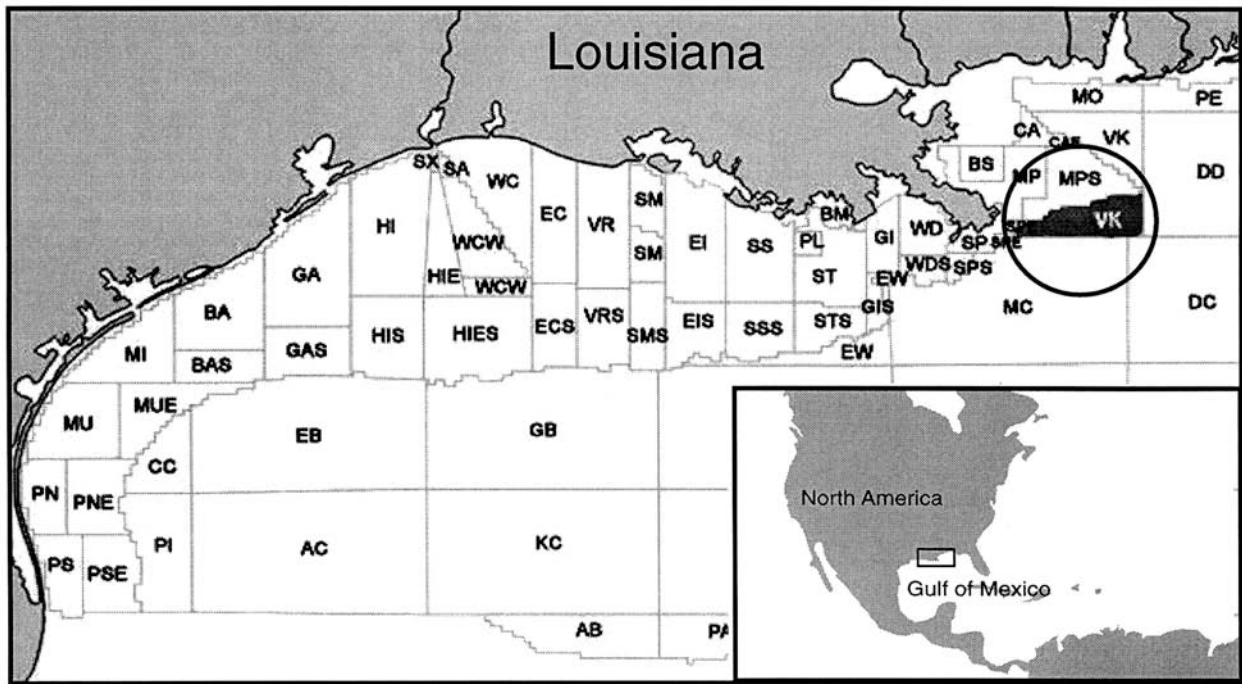 Louisiana
MO
PE
CA
CAE
VK
SX
SA
WC
BS
MP
MPS
DD
HI
EC
VR
SM
EI
SS
BM
PL
GI
WD
SPE
VK
WCW
SM
SP
SPE
GA
HIE
WCW
ST
EW
WDS
SPS
BA
HIS
HIES
ECS
VRS
SMS
EIS
SSS
STS
GIS
MC
DC
MI
BAS
GAS
EW
MU
MUE
EB
GB
CC
PN
PNE
PI
AC
KC
PS
PSE
AB
PA
North America
Gulf of Mexico